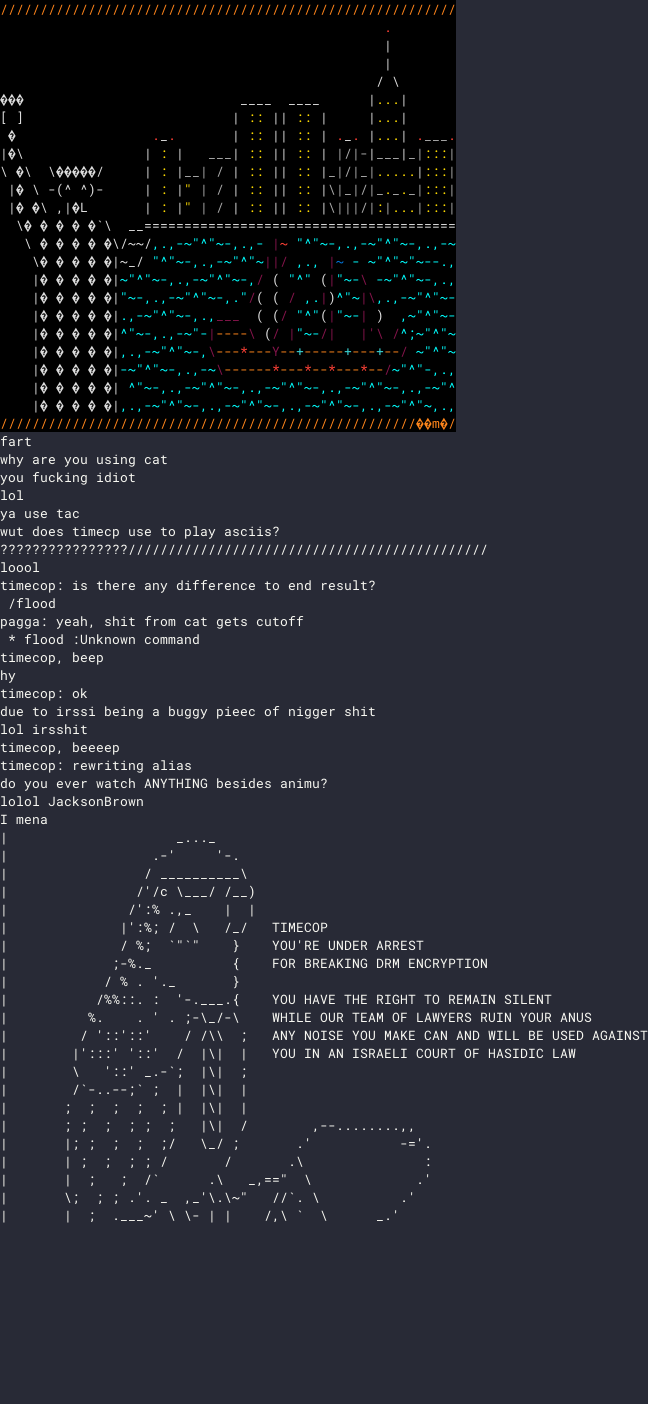 fart
why are you using cat
you fucking idiot
lol
ya use tac
wut does timecp use to play asciis?
????????????????/////////////////////////////////////////////
loool
timecop: is there any difference to end result?
/flood
pagga: yeah, shit from cat gets cutoff
* flood :Unknown command
timecop, beep
hy
timecop: ok
due to irssi being a buggy pieec of nigger shit
lol irsshit
timecop, beeeep
timecop: rewriting alias
do you ever watch ANYTHING besides animu?
lolol JacksonBrown
I mena
TIMECOP
YOU'RE UNDER ARREST
FOR BREAKING DRM ENCRYPTION
YOU HAVE THE RIGHT TO REMAIN SILENT
WHILE OUR TEAM OF LAWYERS RUIN YOUR ANUS
ANY NOISE YOU MAKE CAN AND WILL BE USED AGAINST
YOU IN AN ISRAELI COURT OF HASIDIC LAW